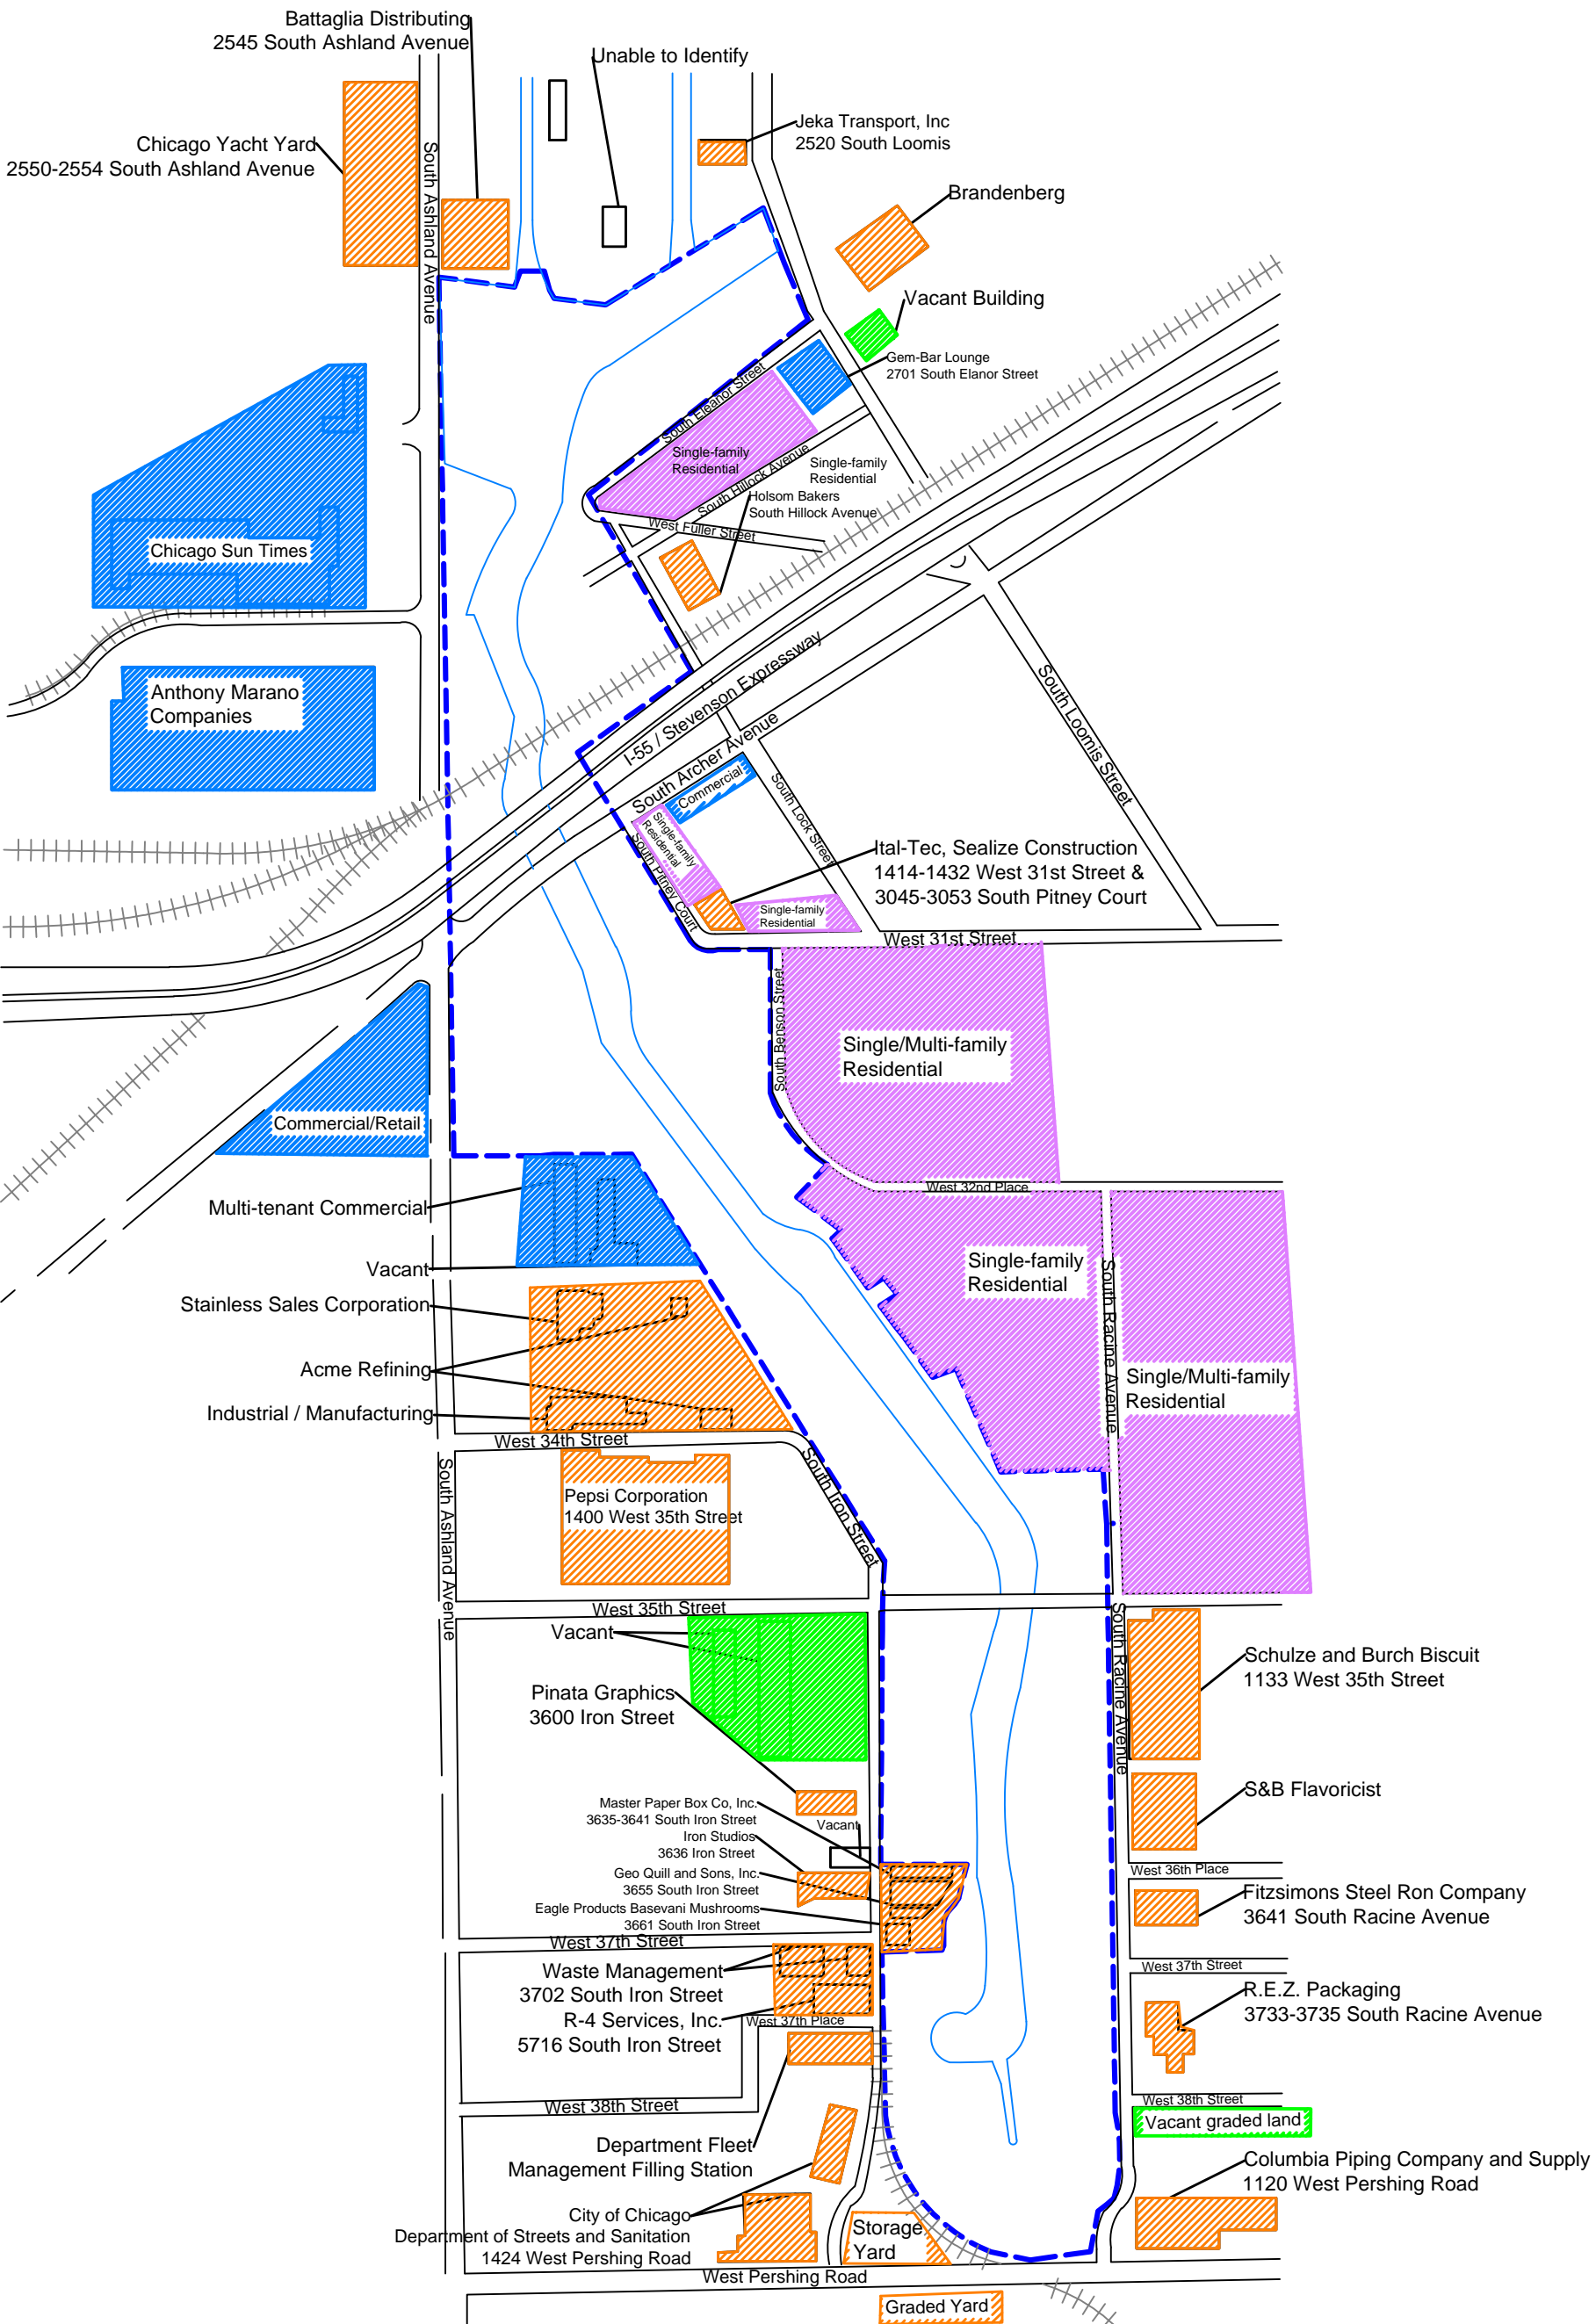 Battaglia Distributing
2545 South Ashland Avenue
Unable to Identify
Chicago Yacht Yard
2550-2554 South Ashland Avenue
South Ashland Avenue
Jeka Transport, Inc
2520 South Loomis
Brandenberg
Vacant Building
Gem-Bar Lounge
2701 South Elanor Street
South Eleanor Street
Single-family
Residential
South Hillock Avenue
Single-family
Residential
Holsom Bakers
South Hillock Avenue
West Fuller Street
Chicago Sun Times
Anthony Marano
Companies
I-55 / Stevenson Expressway
South Archer Avenue
South Loomis Street
Commercial
South Lock Street
Single-family
Residential
South Pitney Court
Ital-Tec, Sealize Construction
1414-1432 West 31st Street &
3045-3053 South Pitney Court
Single-family
Residential
West 31st Street
South Benson Street
Single/Multi-family
Residential
Commercial/Retail
West 32nd Place
Multi-tenant Commercial
Vacant
Single-family
Residential
South Racine Avenue
Stainless Sales Corporation
Acme Refining
Single/Multi-family
Residential
Industrial / Manufacturing
West 34th Street
South Iron Street
South Ashland Avenue
Pepsi Corporation
1400 West 35th Street
West 35th Street
South Racine Avenue
Vacant
Schulze and Burch Biscuit
1133 West 35th Street
Pinata Graphics
3600 Iron Street
S&B Flavoricist
Master Paper Box Co, Inc.
3635-3641 South Iron Street
Vacant
Iron Studios
3636 Iron Street
West 36th Place
Geo Quill and Sons, Inc.
3655 South Iron Street
Fitzsimons Steel Ron Company
3641 South Racine Avenue
Eagle Products Basevani Mushrooms
3661 South Iron Street
West 37th Street
West 37th Street
Waste Management
3702 South Iron Street
R-4 Services, Inc.
5716 South Iron Street
West 37th Place
R.E.Z. Packaging
3733-3735 South Racine Avenue
West 38th Street
West 38th Street
Vacant graded land
Department Fleet
Management Filling Station
Columbia Piping Company and Supply
1120 West Pershing Road
City of Chicago
Department of Streets and Sanitation
1424 West Pershing Road
Storage
Yard
West Pershing Road
Graded Yard